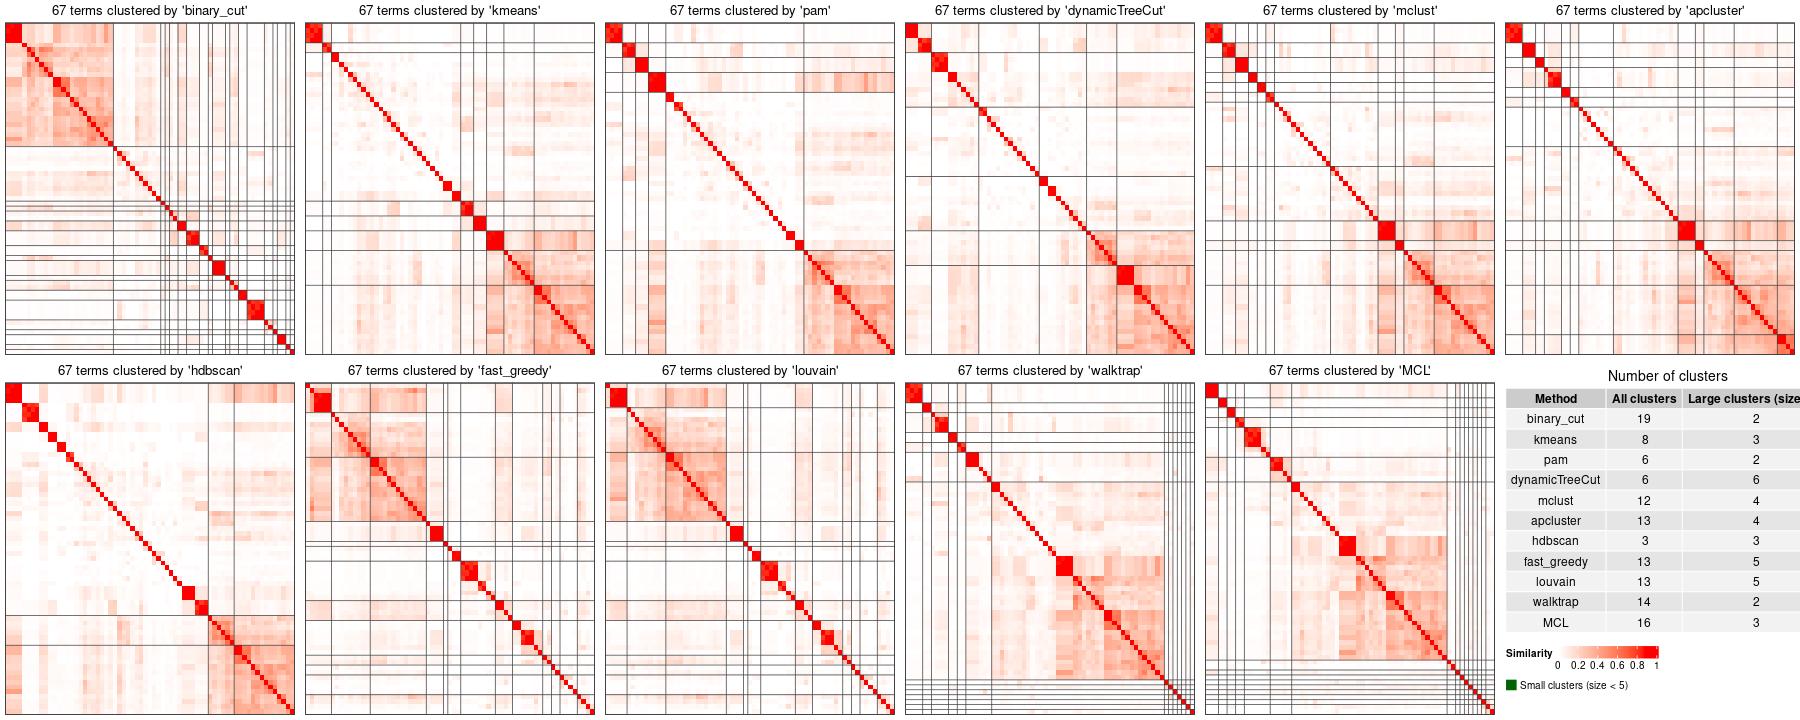 67 terms clustered by 'binary_cut'
67 terms clustered by 'kmeans'
67 terms clustered by 'pam'
67 terms clustered by 'dynamicTreeCut'
67 terms clustered by 'mclust'
67 terms clustered by 'apcluster'
67 terms clustered by 'hdbscan'
67 terms clustered by 'fast_greedy'
67 terms clustered by 'louvain'
67 terms clustered by 'walktrap'
67 terms clustered by 'MCL'
Number of clusters
Method All clusters Large clusters (size
binary_cut 19 2
kmeans 8 3
pam 6 2
dynamicTreeCut 6 6
mclust 12 4
apcluster 13 4
hdbscan 3 3
fast_greedy 13 5
louvain 13 5
walktrap 14 2
MCL 16 3
Similarity
0 0.2 0.4 0.6 0.8 1
Small clusters (size < 5)